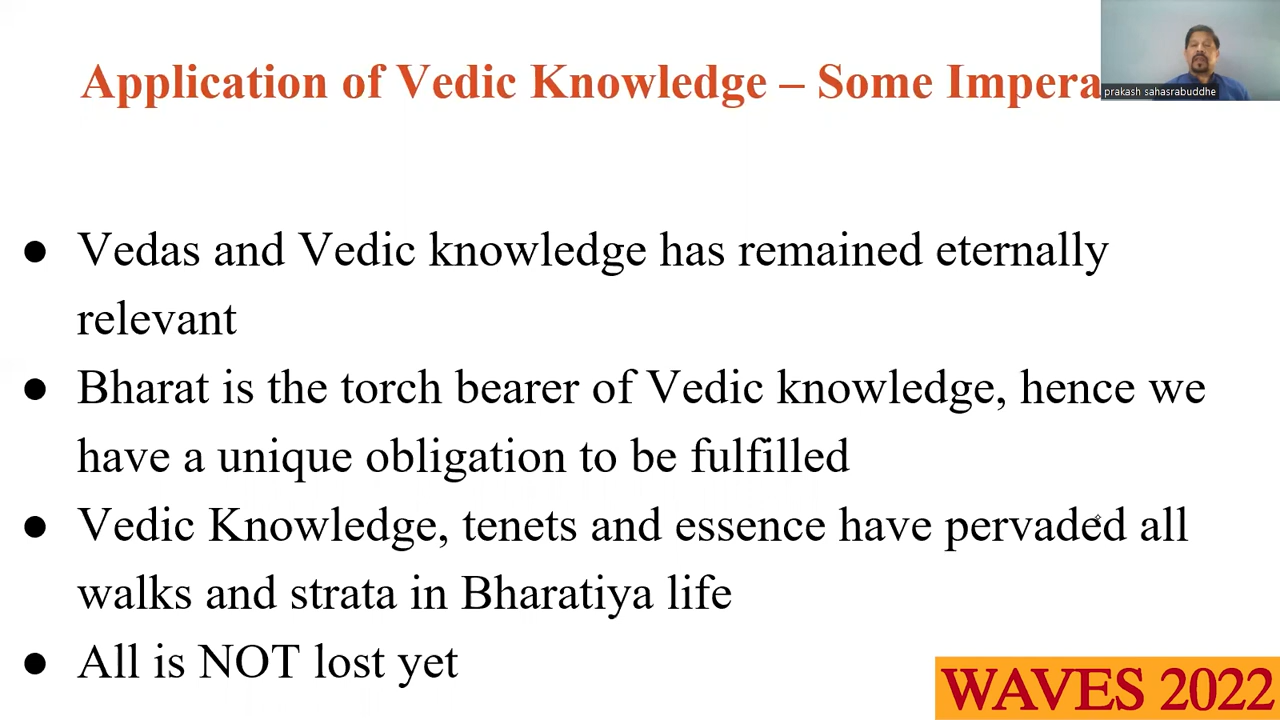 Application of Vedic Knowledge – Some Impera
prakash sahasrabuddhe
● Vedas and Vedic knowledge has remained eternally
relevant
● Bharat is the torch bearer of Vedic knowledge, hence we
have a unique obligation to be fulfilled
● Vedic Knowledge, tenets and essence have pervaded all
walks and strata in Bharatiya life
● All is NOT lost yet
WAVES 2022